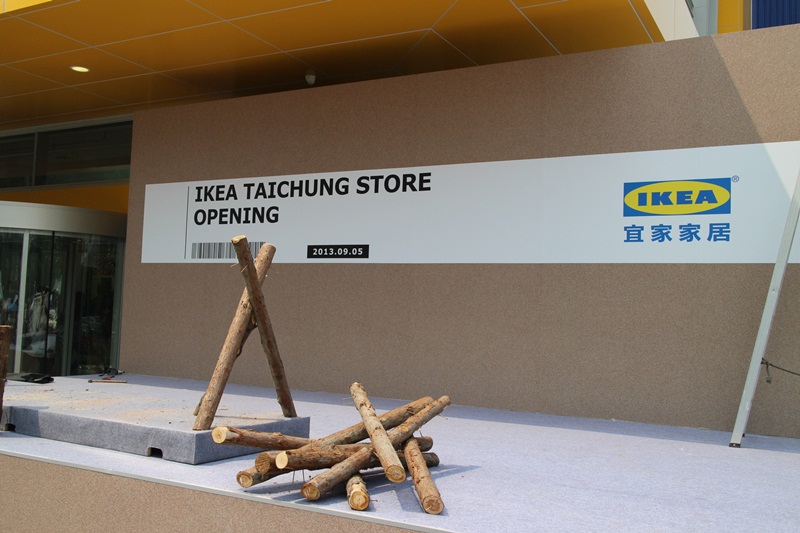 IKEA TAICHUNG STORE
OPENING
2013.09.05
IKEA®
宜家家居